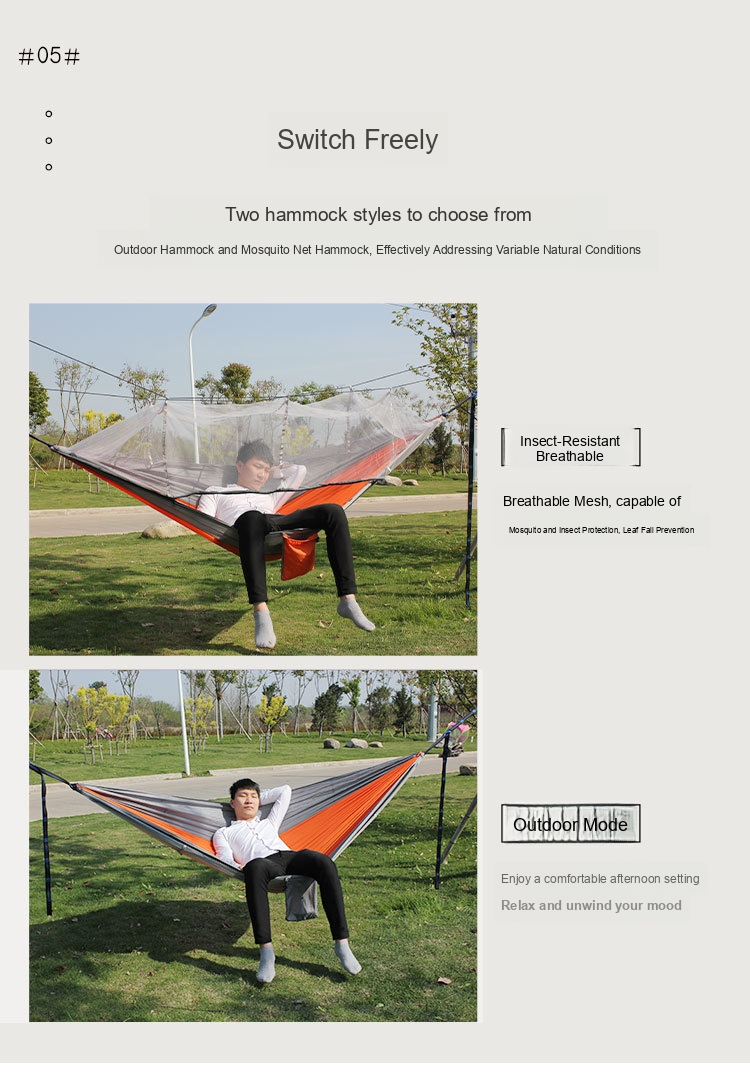 #05#
Switch Freely
Two hammock styles to choose from
Outdoor Hammock and Mosquito Net Hammock, Effectively Addressing Variable Natural Conditions
Insect-Resistant
Breathable
Breathable Mesh, capable of
Mosquito and Insect Protection, Leaf Fall Prevention
Outdoor Mode
Enjoy a comfortable afternoon setting
Relax and unwind your mood